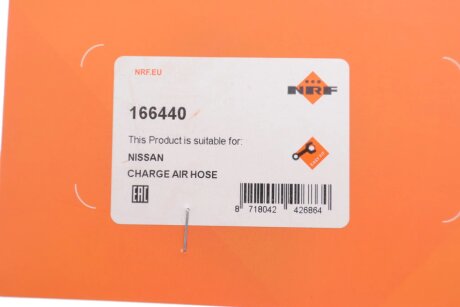 NRF.EU
NRF
166440
This Product is suitable for:
NISSAN
CHARGE AIR HOSE
EAC
8 718042 426864